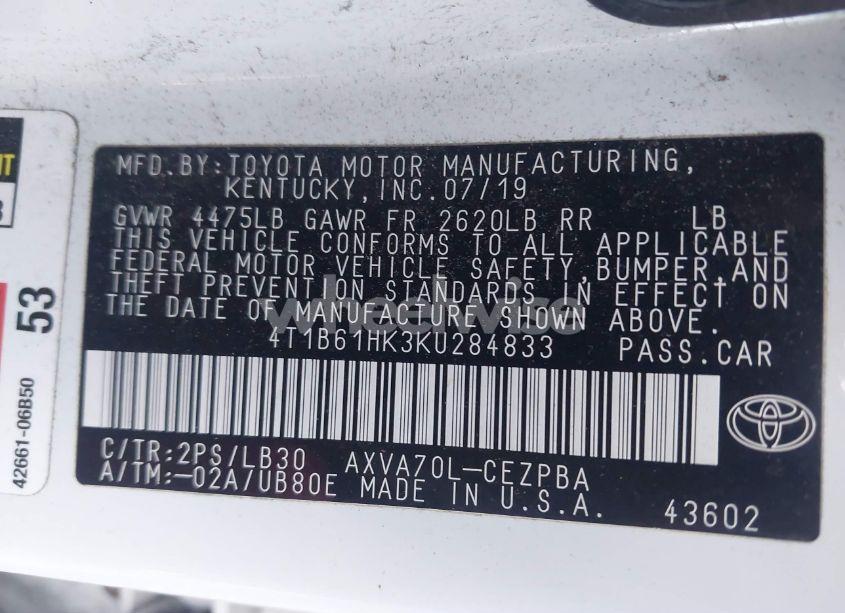 MFD.BY:TOYOTA MOTOR MANUFACTURING,
KENTUCKY,INC.07/19
GVWR 4475LB GAWR FR 2620LB RR LB
THIS VEHICLE CONFORMS TO ALL APPLICABLE
FEDERAL MOTOR VEHICLE SAFETY,BUMPER,AND
THEFT PREVENTION STANDARDS IN EFFECT ON
THE DATE OF MANUFACTURE SHOWN ABOVE.
4T1B61HK3KU284833 PASS.CAR
C/TR:2PS/LB30 AXVA70L-CEZPBA
A/TM:-02A/UB80E MADE IN U.S.A.
43602
53
42661-06B50